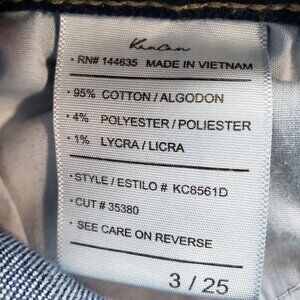 KanCan
• RN# 144635 MADE IN VIETNAM
• 95% COTTON / ALGODON
• 4% POLYESTER / POLIESTER
• 1% LYCRA / LICRA
• STYLE / ESTILO # KC8561D
• CUT # 35380
• SEE CARE ON REVERSE
3 / 25